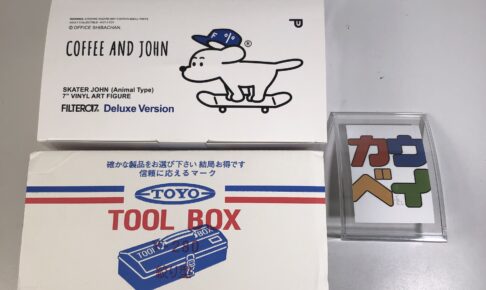 © OFFICE SHIBACHAN
COFFEE AND JOHN
®
SKATER JOHN (Animal Type)
7" VINYL ART FIGURE
FILTER017. Deluxe Version
確かな製品をお選び下さい 結局お得です
信頼に応えるマーク
TOYO
TOOL BOX
カウ
ベイ